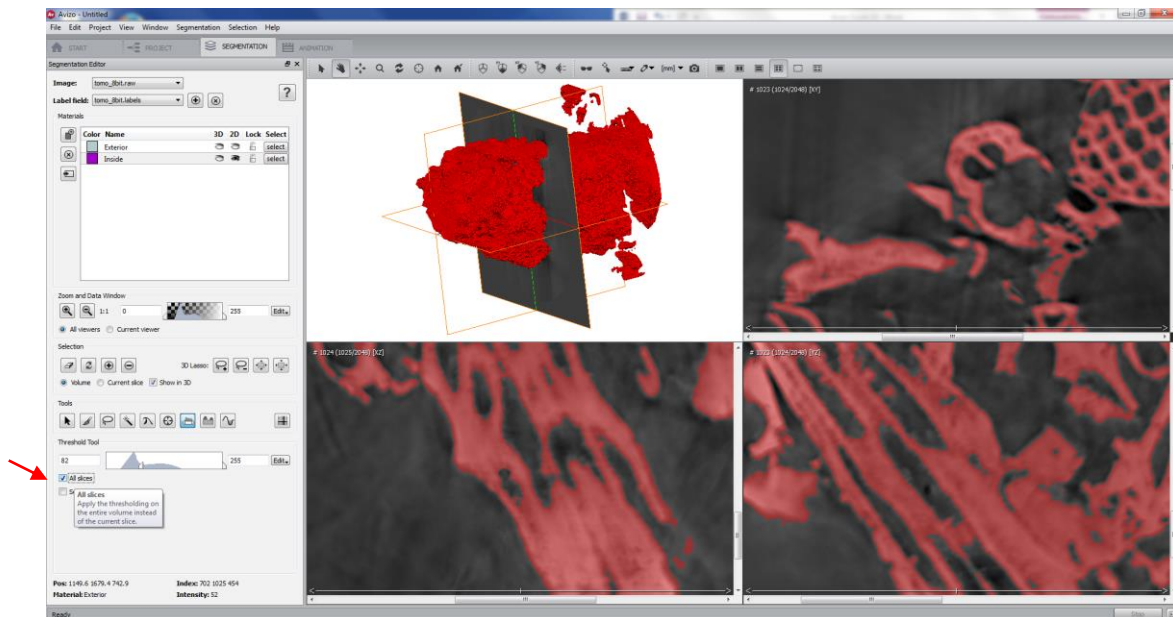 Avizo - Untitled
File Edit Project View Window Segmentation Selection Help
START PROJECT SEGMENTATION ANIMATION
Segmentation Editor
Image: tomo_8bit.raw
Label field: tomo_8bit.labels
?
Materials
Color Name 3D 2D Lock Select
Exterior select
Inside select
Zoom and Data Window
1:1 0 255 Edit
All viewers Current viewer
Selection
3D Lasso:
Volume Current slice Show in 3D
Tools
Threshold Tool
82 255 Edit
All slices
All slices
Apply the thresholding on
the entire volume instead
of the current slice.
Pos: 1149.6 1679.4 742.9 Index: 702 1025 454
Material: Exterior Intensity: 52
Ready
[nm]
# 1023 (1024/2048) [XY]
# 1024 (1025/2048) [XZ]
# 1023 (1024/2048) [YZ]
Stop